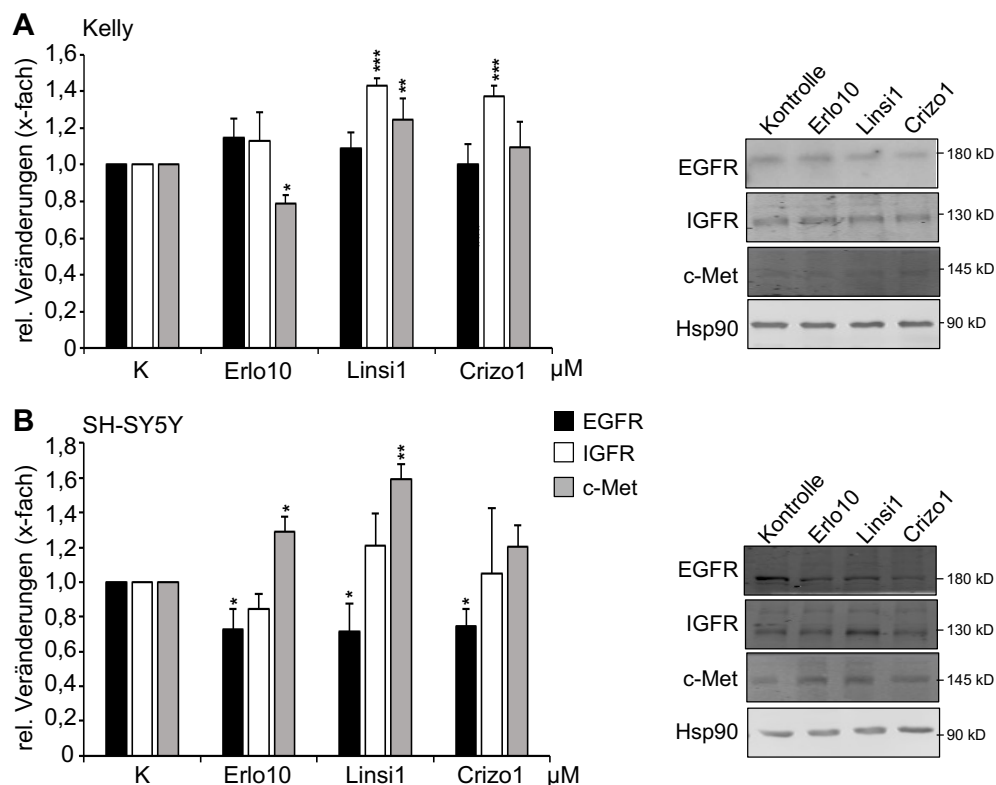 A Kelly
rel. Veränderungen (x-fach)
1,6
1,4
1,2
1,0
0,8
0,6
0,4
0,2
0
***
**
***
*
K Erlo10 Linsi1 Crizo1 µM
Kontrolle Erlo10 Linsi1 Crizo1
EGFR 180 kD
IGFR 130 kD
c-Met 145 kD
Hsp90 90 kD
B SH-SY5Y
rel. Veränderungen (x-fach)
1,8
1,6
1,4
1,2
1,0
0,8
0,6
0,4
0,2
0
*
*
*
**
*
K Erlo10 Linsi1 Crizo1 µM
EGFR
IGFR
c-Met
Kontrolle Erlo10 Linsi1 Crizo1
EGFR 180 kD
IGFR 130 kD
c-Met 145 kD
Hsp90 90 kD